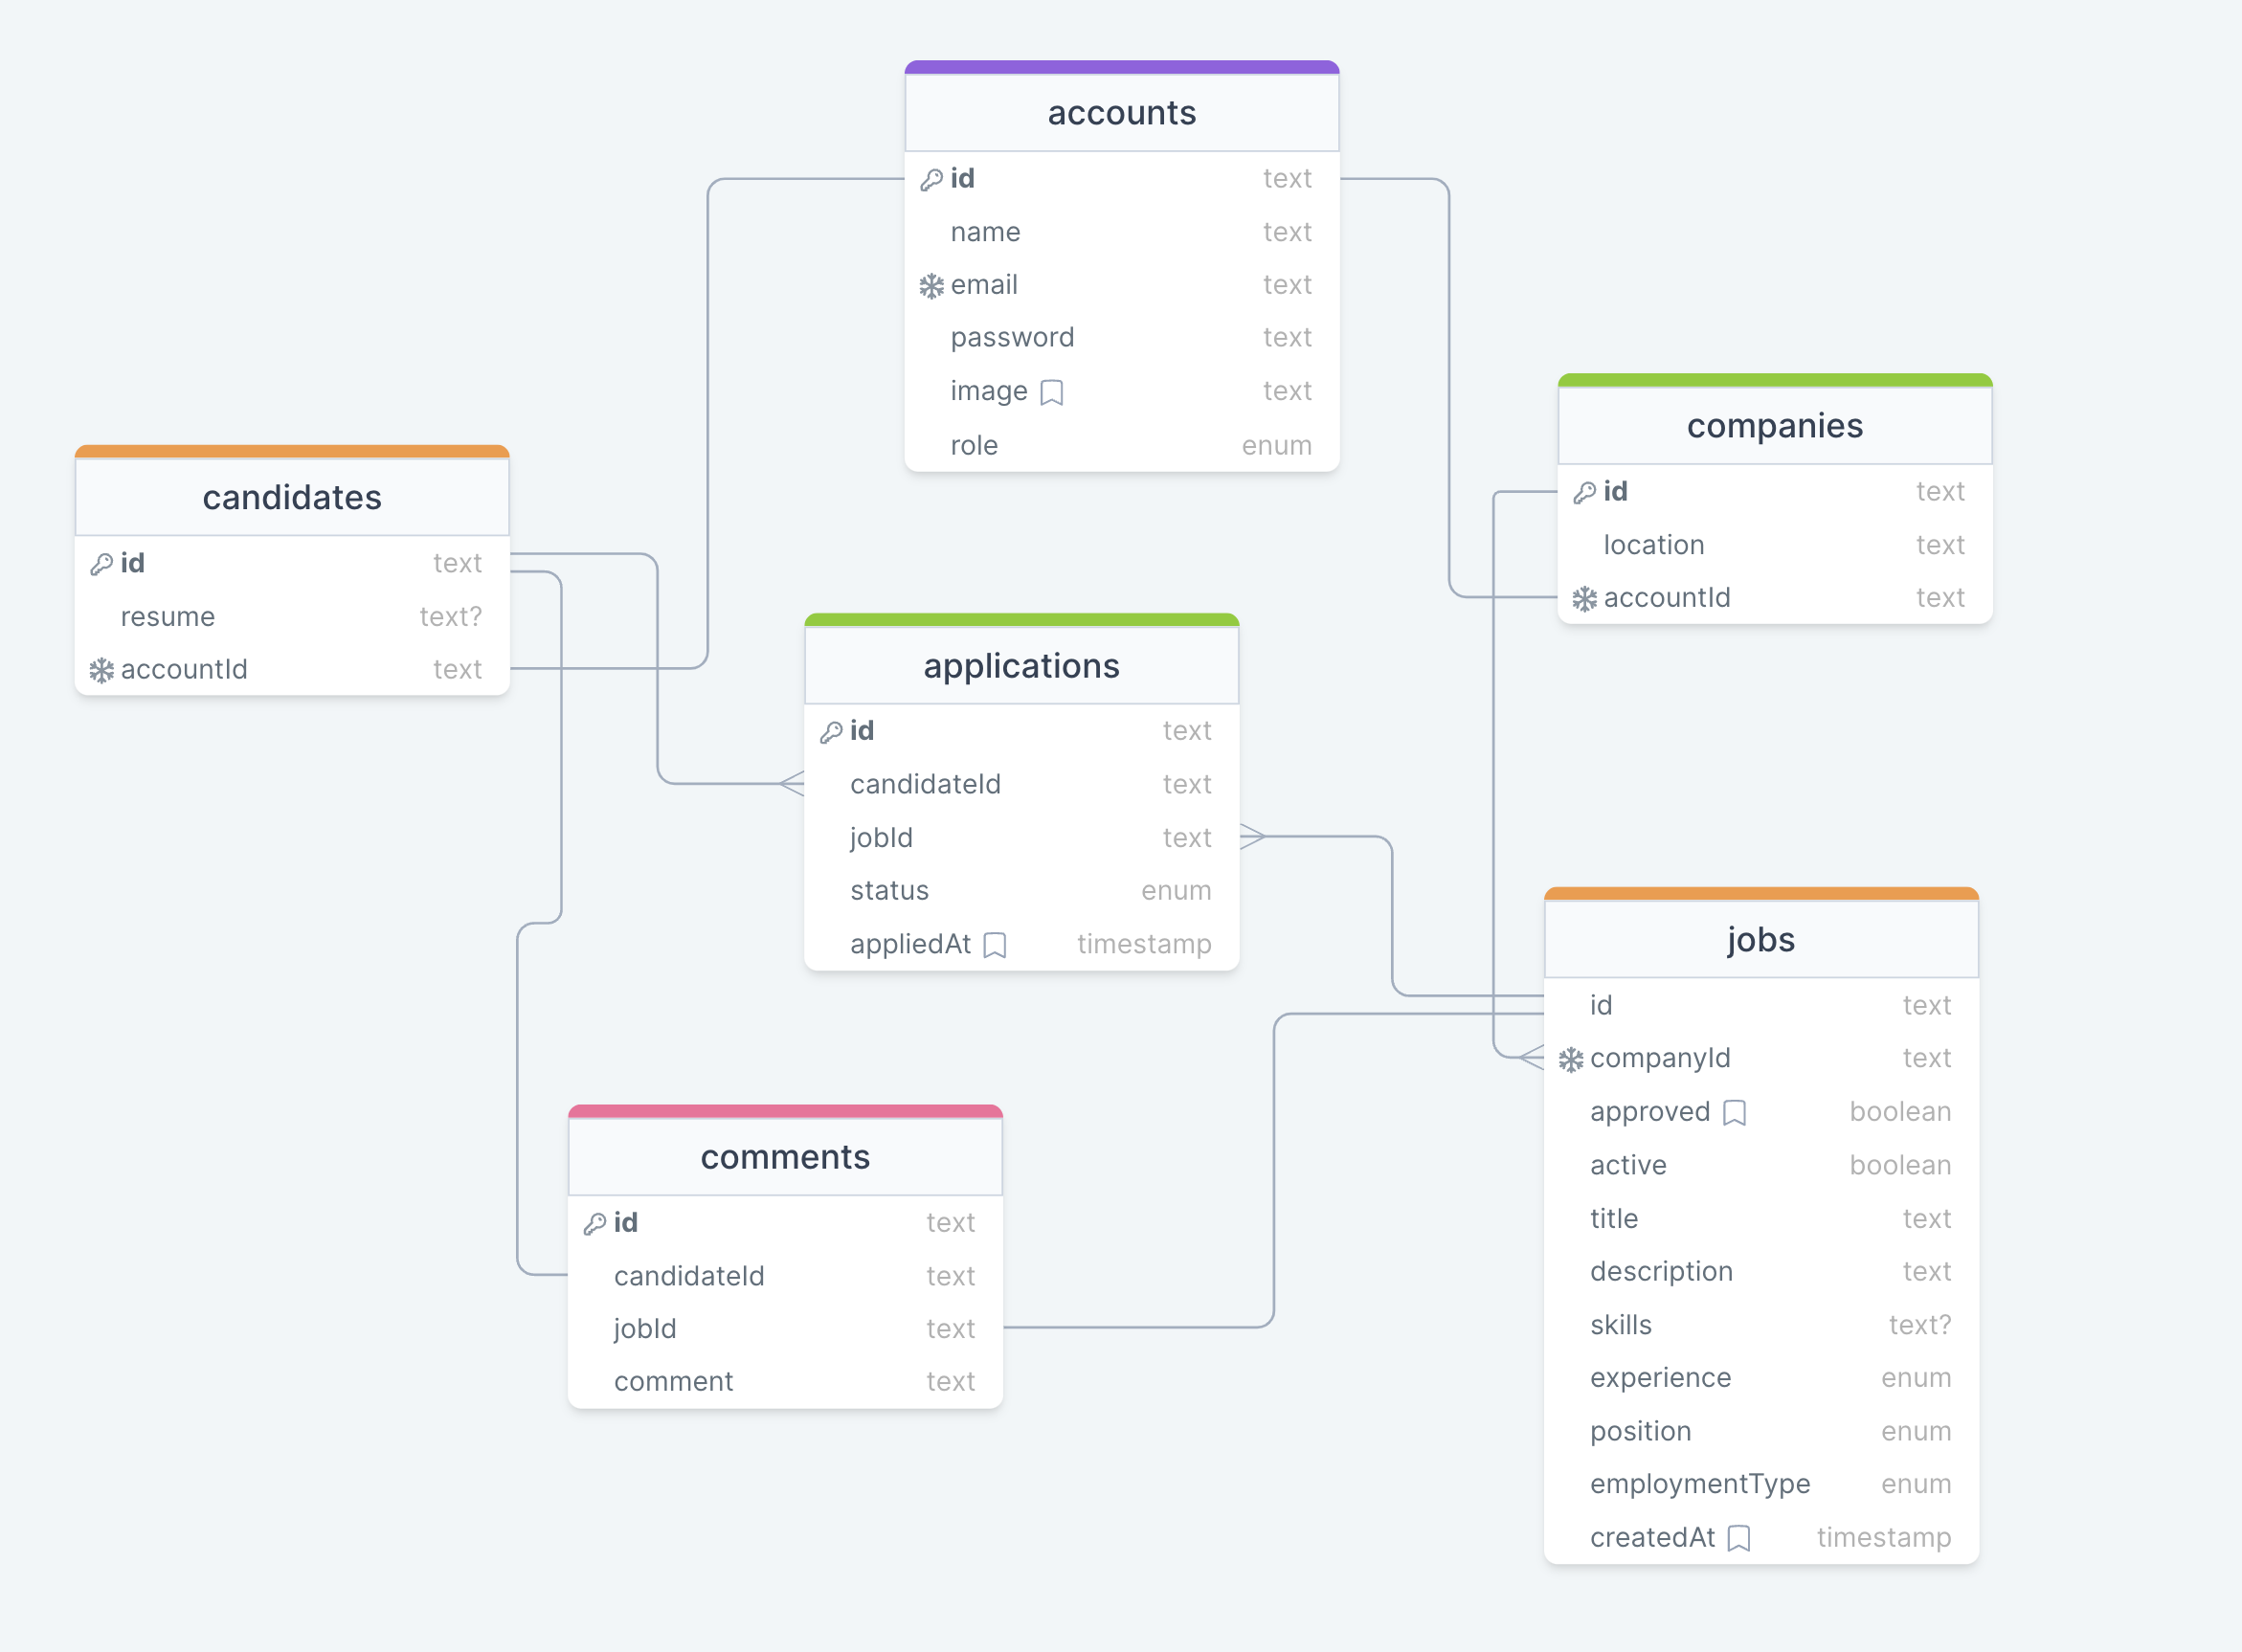 accounts
id text
name text
email text
password text
image text
role enum
candidates
id text
resume text?
accountId text
companies
id text
location text
accountId text
applications
id text
candidateId text
jobId text
status enum
appliedAt timestamp
jobs
id text
companyId text
approved boolean
active boolean
title text
description text
skills text?
experience enum
position enum
employmentType enum
createdAt timestamp
comments
id text
candidateId text
jobId text
comment text